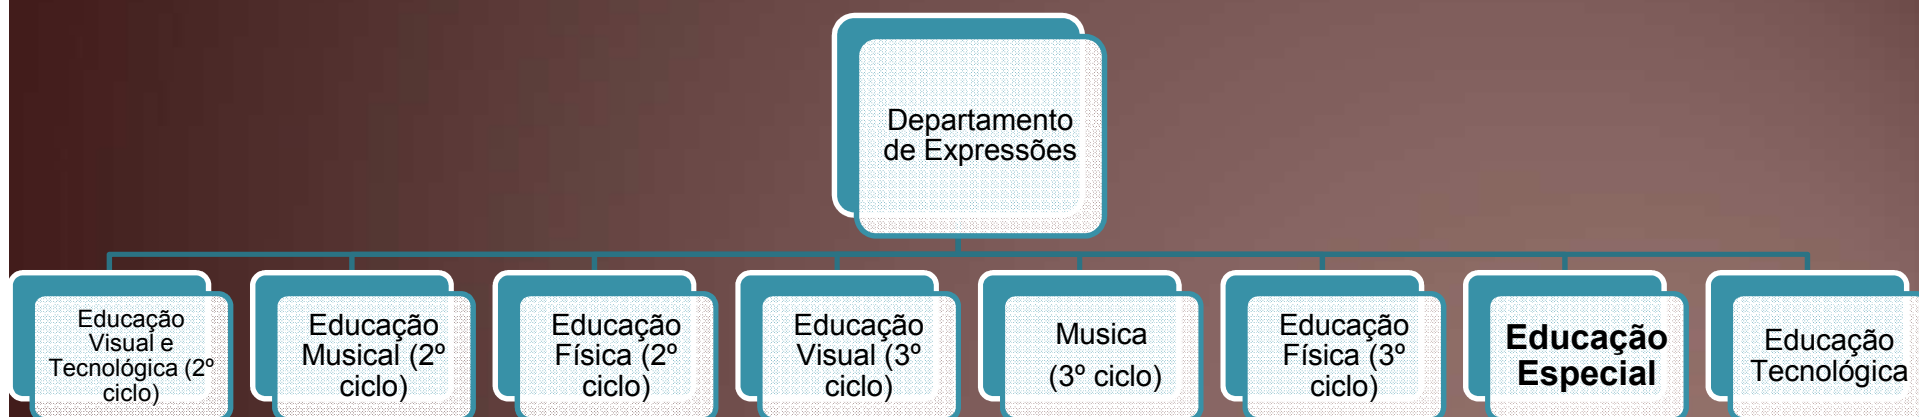 Departamento
de Expressões
Educação
Visual e
Tecnológica (2º
ciclo)
Educação
Musical (2º
ciclo)
Educação
Física (2º
ciclo)
Educação
Visual (3º
ciclo)
Musica
(3º ciclo)
Educação
Física (3º
ciclo)
Educação
Especial
Educação
Tecnológica